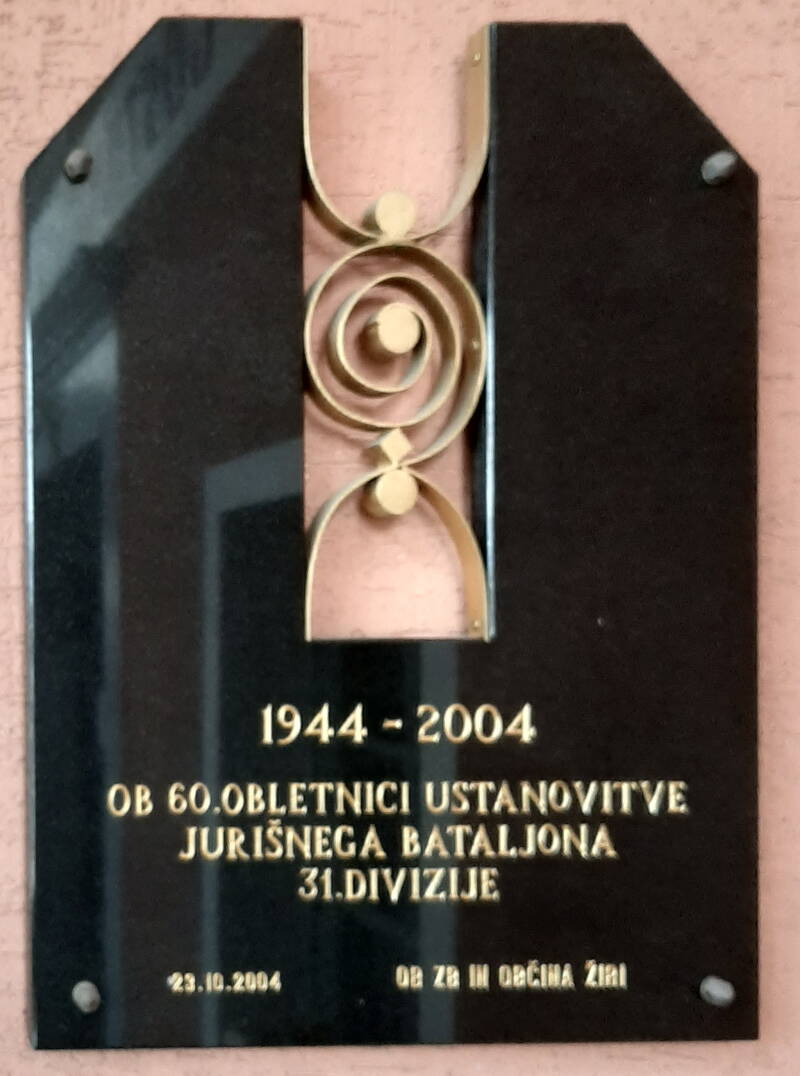 1944 - 2004
OB 60.OBLETNICI USTANOVITVE
JURIŠNEGA BATALJONA
31.DIVIZIJE
23.10.2004 OB ZB IN OBČINA ŽIRI